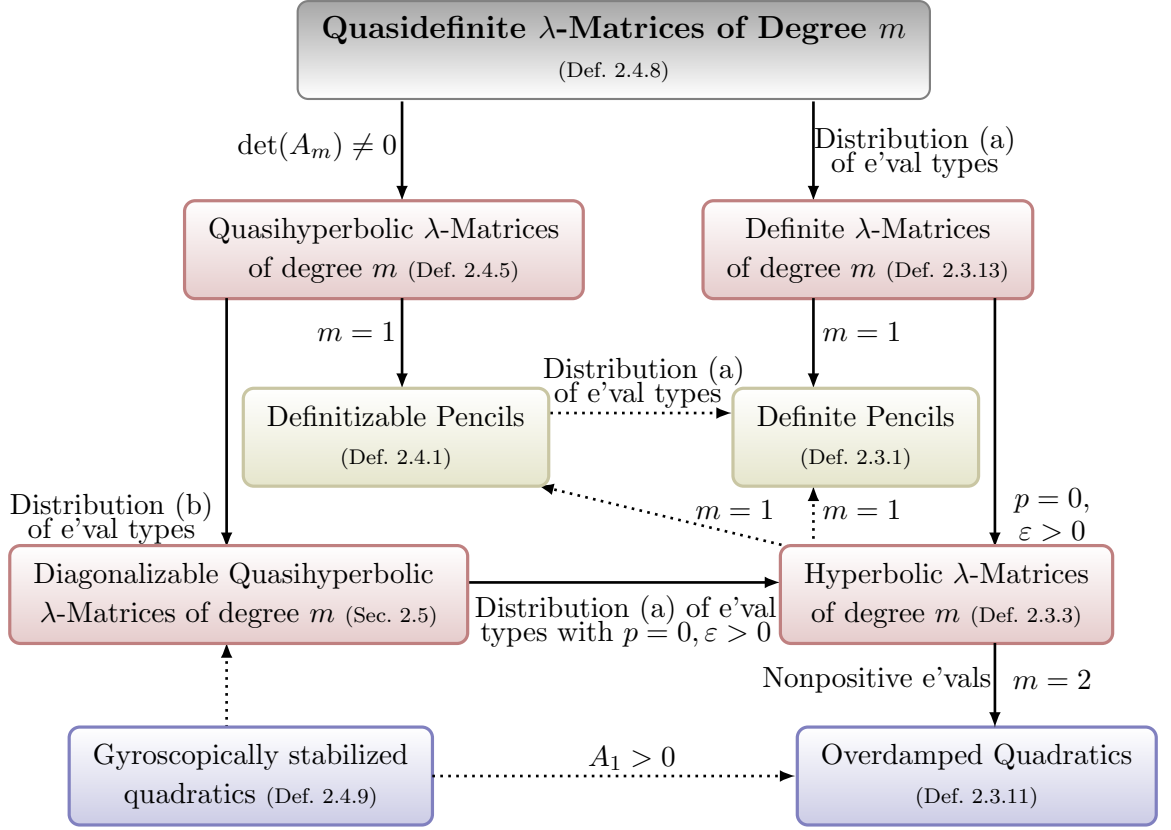 Quasidefinite λ-Matrices of Degree m
(Def. 2.4.8)
det(A_m) ≠ 0
Distribution (a)
of e'val types
Quasihyperbolic λ-Matrices
of degree m (Def. 2.4.5)
Definite λ-Matrices
of degree m (Def. 2.3.13)
m = 1
m = 1
Distribution (a)
of e'val types
Definitizable Pencils
(Def. 2.4.1)
Definite Pencils
(Def. 2.3.1)
Distribution (b)
of e'val types
m = 1
m = 1
p = 0,
ε > 0
Diagonalizable Quasihyperbolic
λ-Matrices of degree m (Sec. 2.5)
Distribution (a) of e'val
types with p = 0, ε > 0
Hyperbolic λ-Matrices
of degree m (Def. 2.3.3)
Nonpositive e'vals
m = 2
Gyroscopically stabilized
quadratics (Def. 2.4.9)
A₁ > 0
Overdamped Quadratics
(Def. 2.3.11)